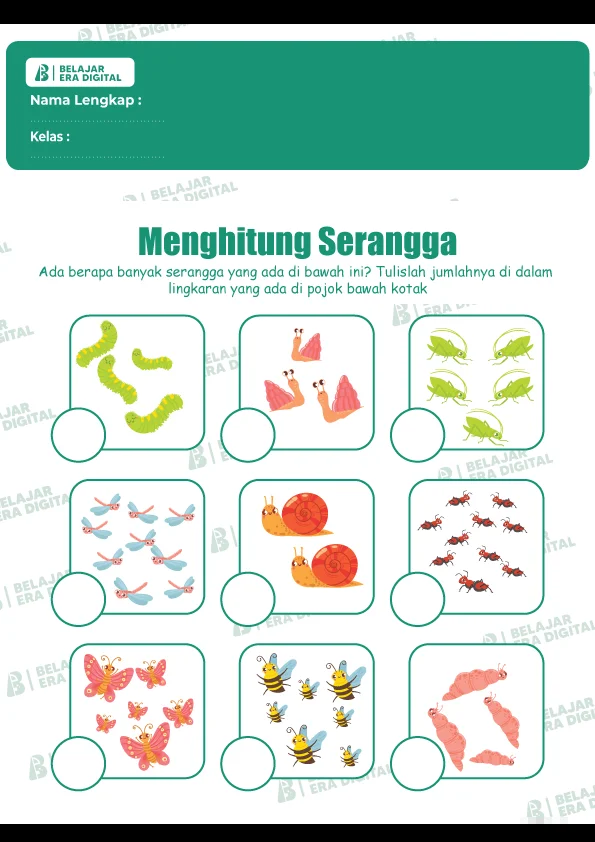 BELAJAR
ERA DIGITAL
Nama Lengkap :
Kelas :
Menghitung Serangga
Ada berapa banyak serangga yang ada di bawah ini? Tulislah jumlahnya di dalam
lingkaran yang ada di pojok bawah kotak